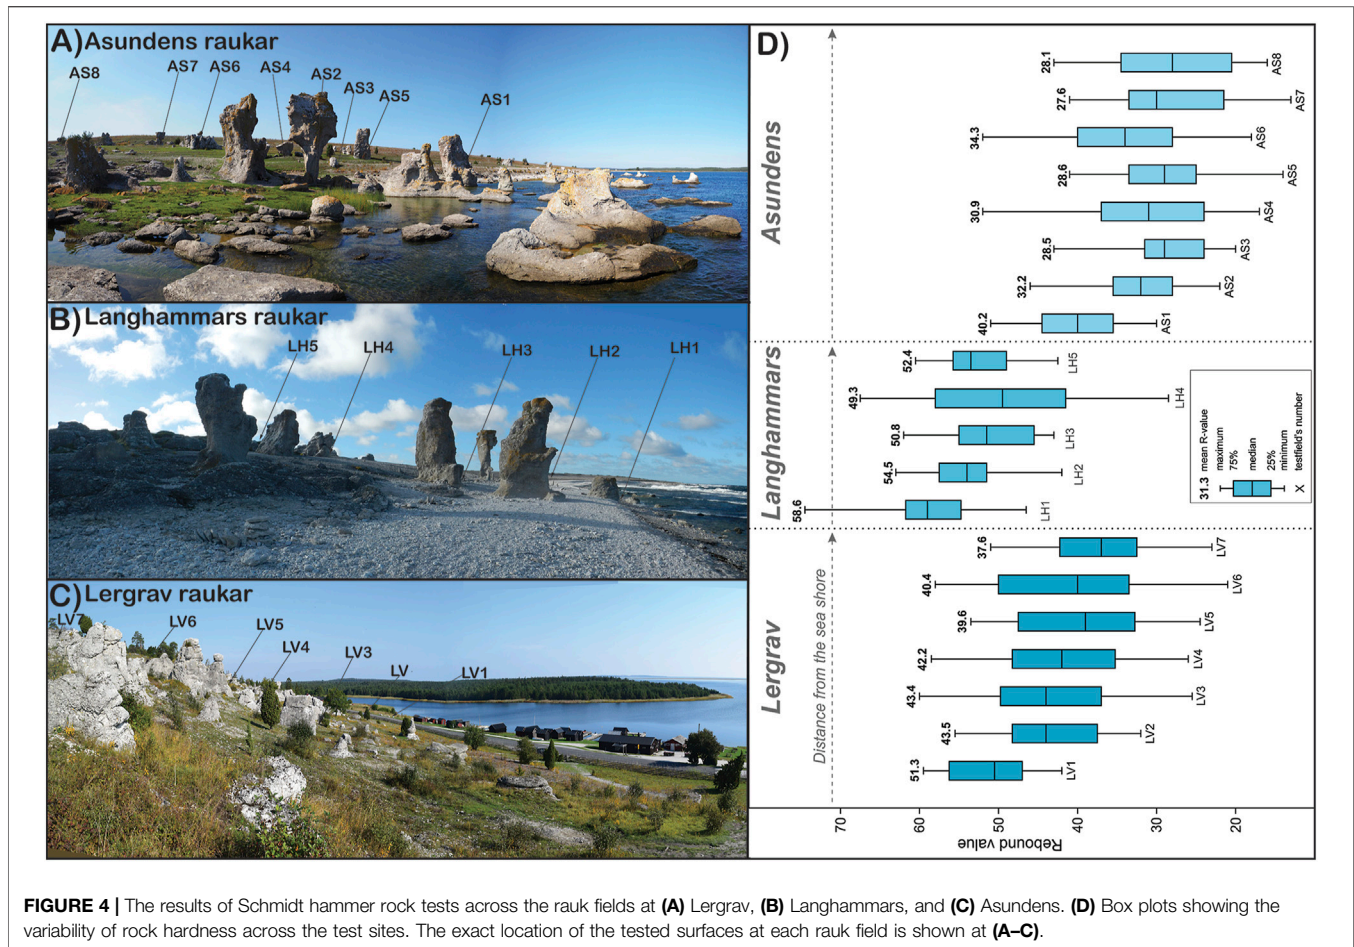 A) Asundens raukar
AS8
AS7
AS6
AS4
AS2
AS3
AS5
AS1
B) Langhammars raukar
LH5
LH4
LH3
LH2
LH1
C) Lergrav raukar
LV7
LV6
LV5
LV4
LV3
LV
LV1
D)
Asundens
28.1
AS8
27.6
AS7
34.3
AS6
28.6
AS5
30.9
AS4
28.5
AS3
32.2
AS2
40.2
AS1
Langhammars
52.4
LH5
49.3
LH4
50.8
LH3
54.5
LH2
58.6
LH1
31.3 mean R-value
maximum
75%
median
25%
minimum
X testfield's number
Lergrav
Distance from the sea shore
37.6
LV7
40.4
LV6
39.6
LV5
42.2
LV4
43.4
LV3
43.5
LV2
51.3
LV1
70
60
50
40
30
20
Rebound value
FIGURE 4 | The results of Schmidt hammer rock tests across the rauk fields at (A) Lergrav, (B) Langhammars, and (C) Asundens. (D) Box plots showing the
variability of rock hardness across the test sites. The exact location of the tested surfaces at each rauk field is shown at (A–C).